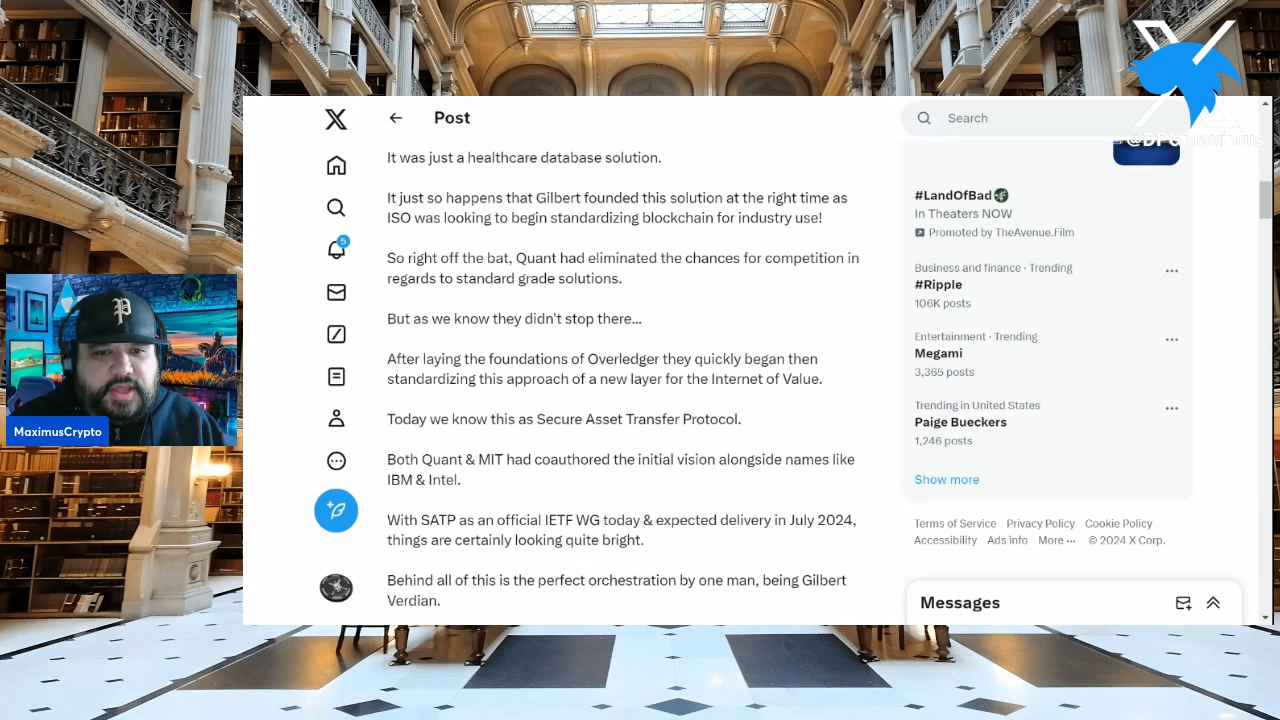 @DPGmaximus
Post
Search
It was just a healthcare database solution.
It just so happens that Gilbert founded this solution at the right time as
ISO was looking to begin standardizing blockchain for industry use!
So right off the bat, Quant had eliminated the chances for competition in
regards to standard grade solutions.
But as we know they didn't stop there...
After laying the foundations of Overledger they quickly began then
standardizing this approach of a new layer for the Internet of Value.
Today we know this as Secure Asset Transfer Protocol.
Both Quant & MIT had coauthored the initial vision alongside names like
IBM & Intel.
With SATP as an official IETF WG today & expected delivery in July 2024,
things are certainly looking quite bright.
Behind all of this is the perfect orchestration by one man, being Gilbert
Verdian.
5
P
MaximusCrypto
#LandOfBad
In Theaters NOW
Promoted by TheAvenue.Film
Business and finance · Trending
#Ripple
106K posts
Entertainment · Trending
Megami
3,365 posts
Trending in United States
Paige Bueckers
1,246 posts
Show more
Terms of Service Privacy Policy Cookie Policy
Accessibility Ads info More ··· © 2024 X Corp.
Messages